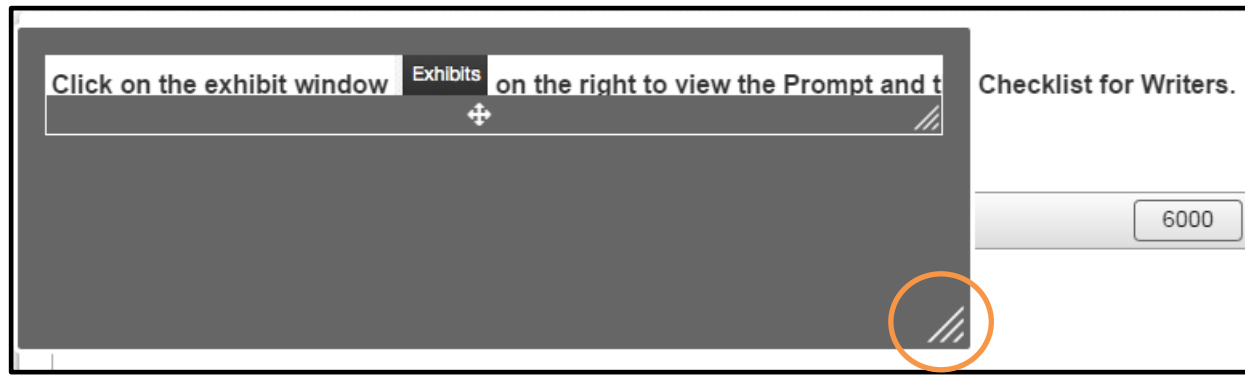 Click on the exhibit window Exhibits on the right to view the Prompt and t Checklist for Writers.
6000